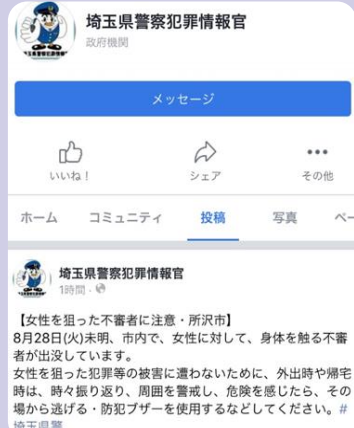 埼玉県警察犯罪情報官
政府機関
メッセージ
いいね！
シェア
その他
ホーム
コミュニティ
投稿
写真
ペー
埼玉県警察犯罪情報官
1時間・
【女性を狙った不審者に注意・所沢市】
8月28日(火)未明、市内で、女性に対して、身体を触る不審
者が出没しています。
女性を狙った犯罪等の被害に遭わないために、外出時や帰宅
時は、時々振り返り、周囲を警戒し、危険を感じたら、その
場から逃げる・防犯ブザーを使用するなどしてください。#
埼玉県警